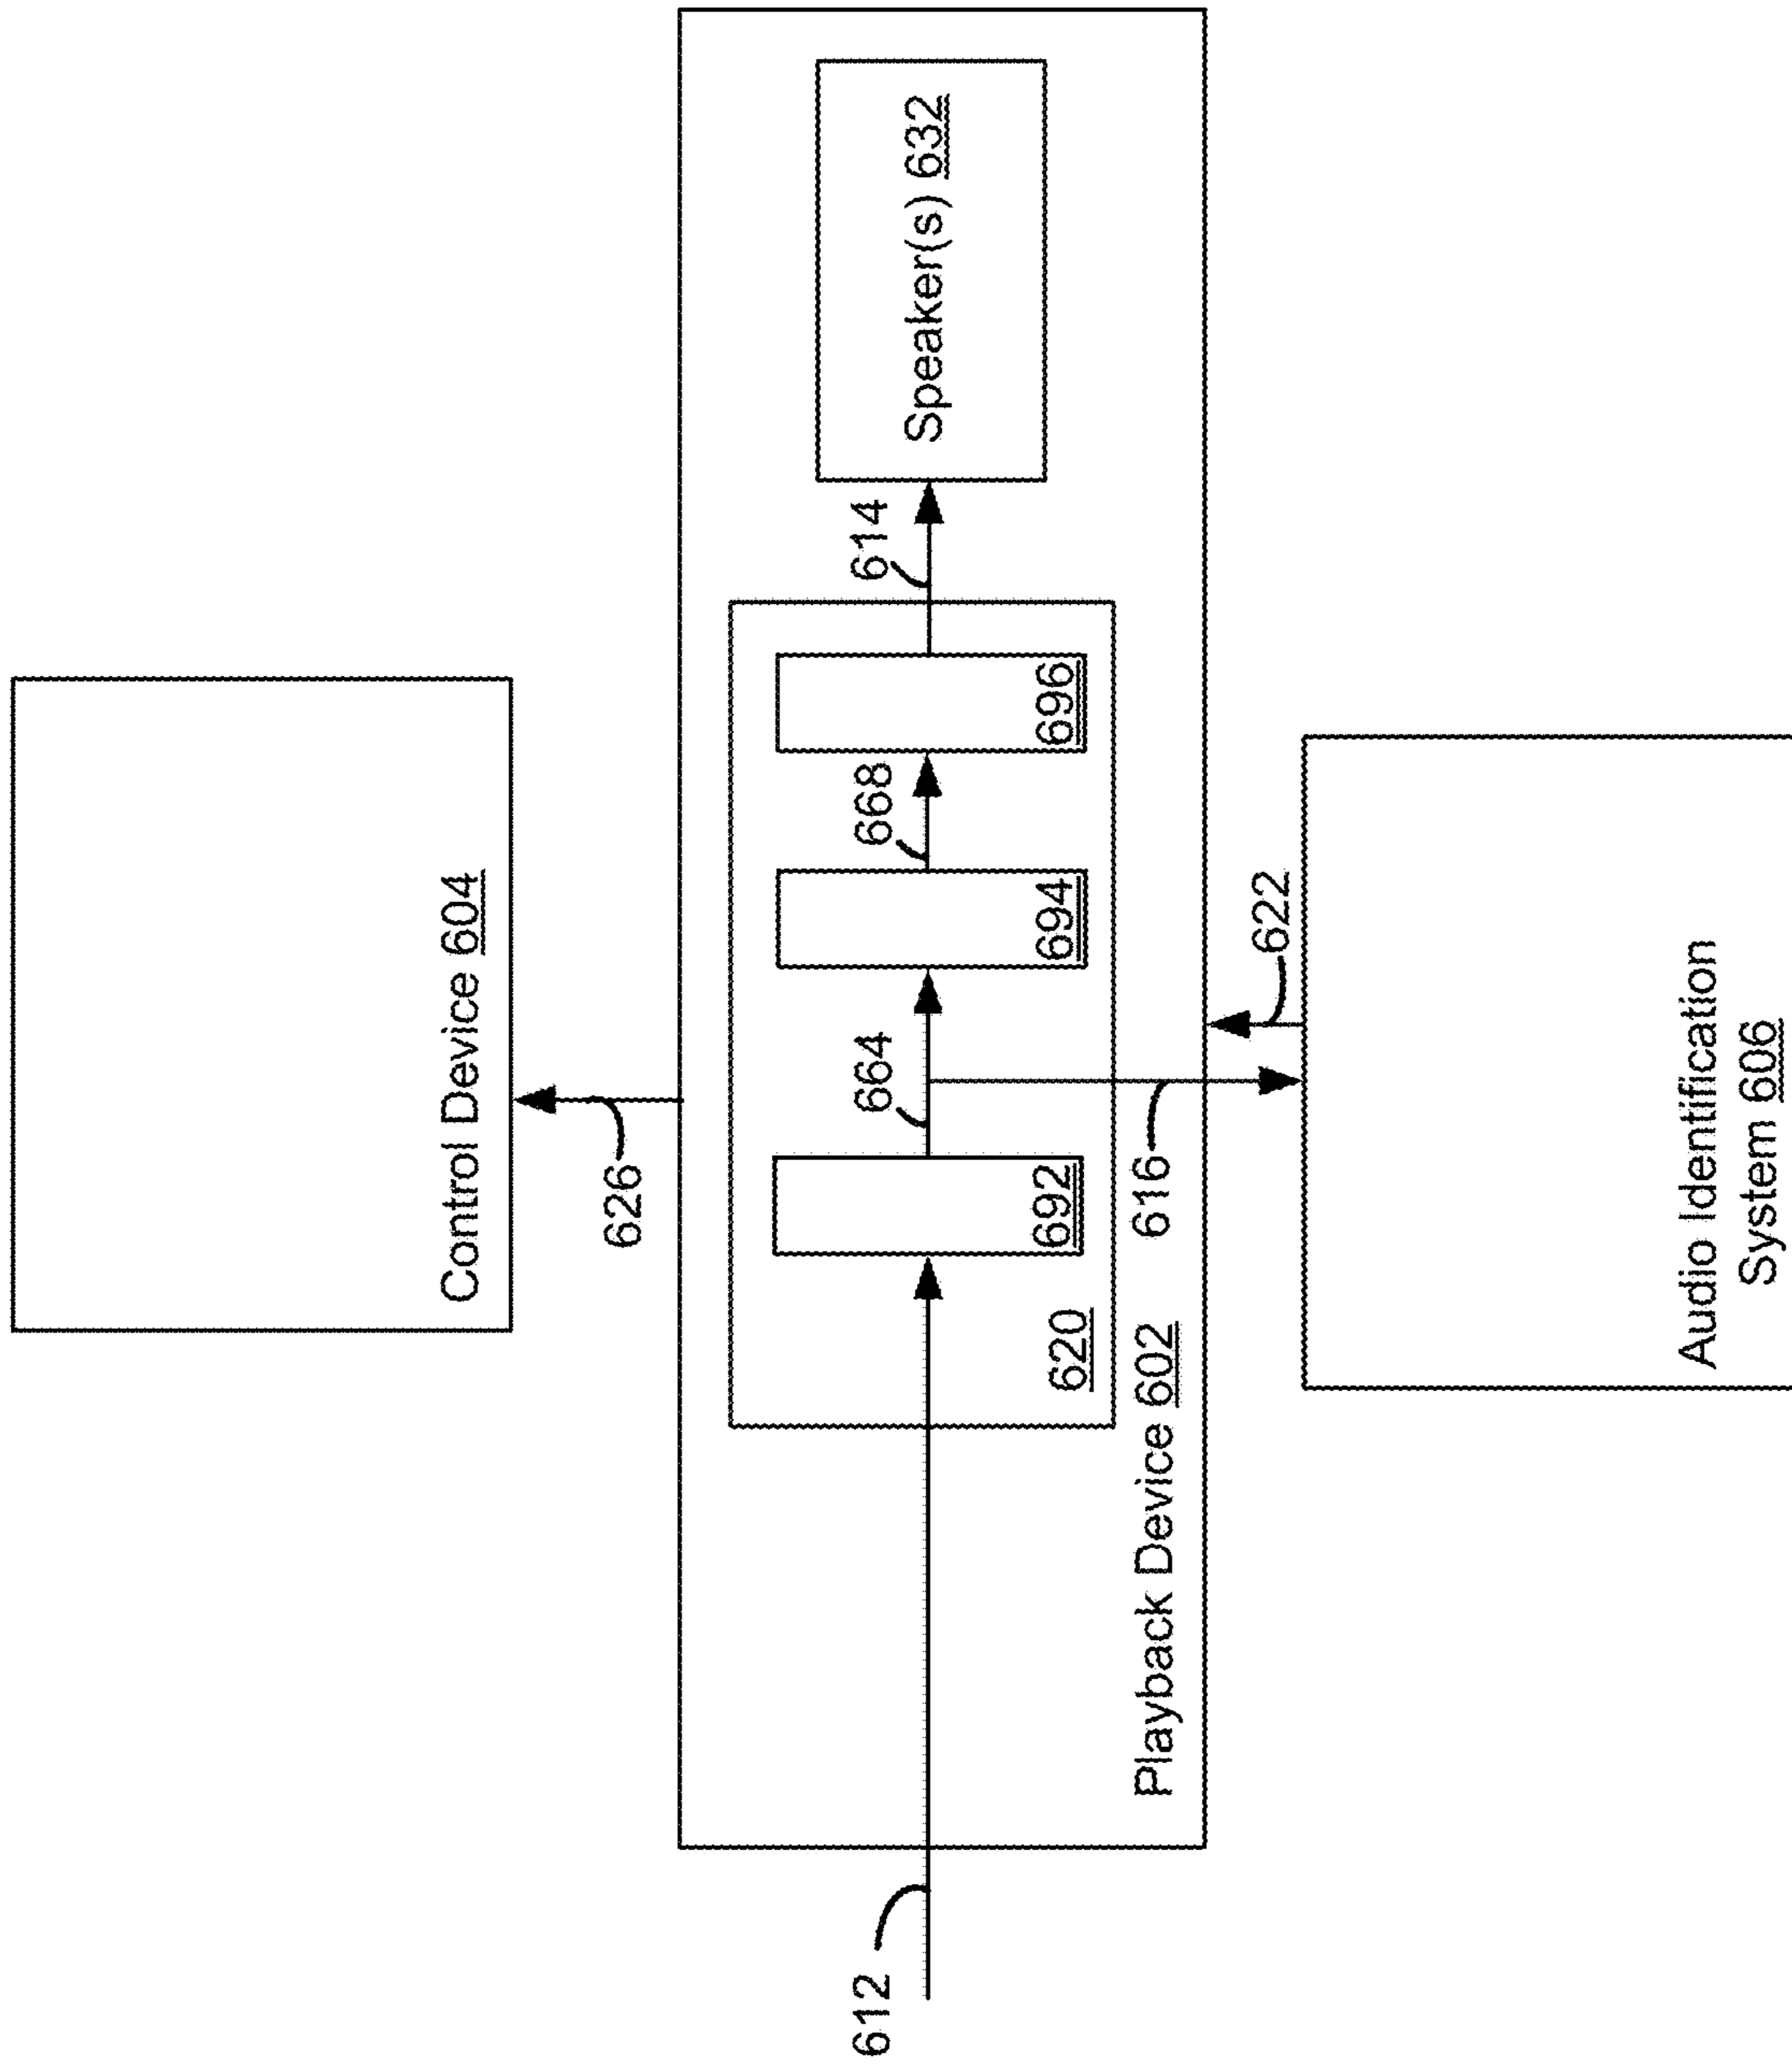 Control Device 604
626
612
Playback Device 602
620
692
664
694
668
696
614
Speaker(s) 632
616
622
Audio Identification
System 606